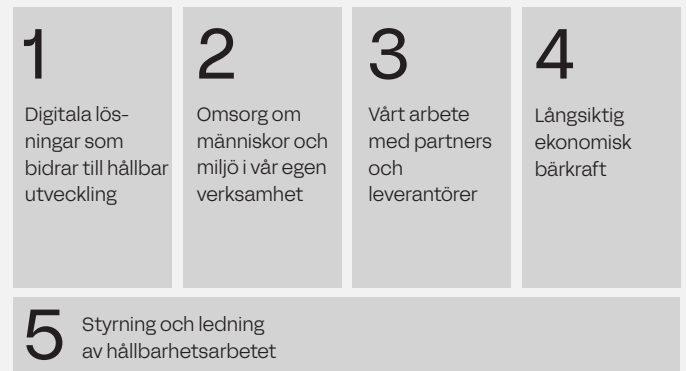 1
Digitala lös-
ningar som
bidrar till hållbar
utveckling
2
Omsorg om
människor och
miljö i vår egen
verksamhet
3
Vårt arbete
med partners
och
leverantörer
4
Långsiktig
ekonomisk
bärkraft
5
Styrning och ledning
av hållbarhetsarbetet